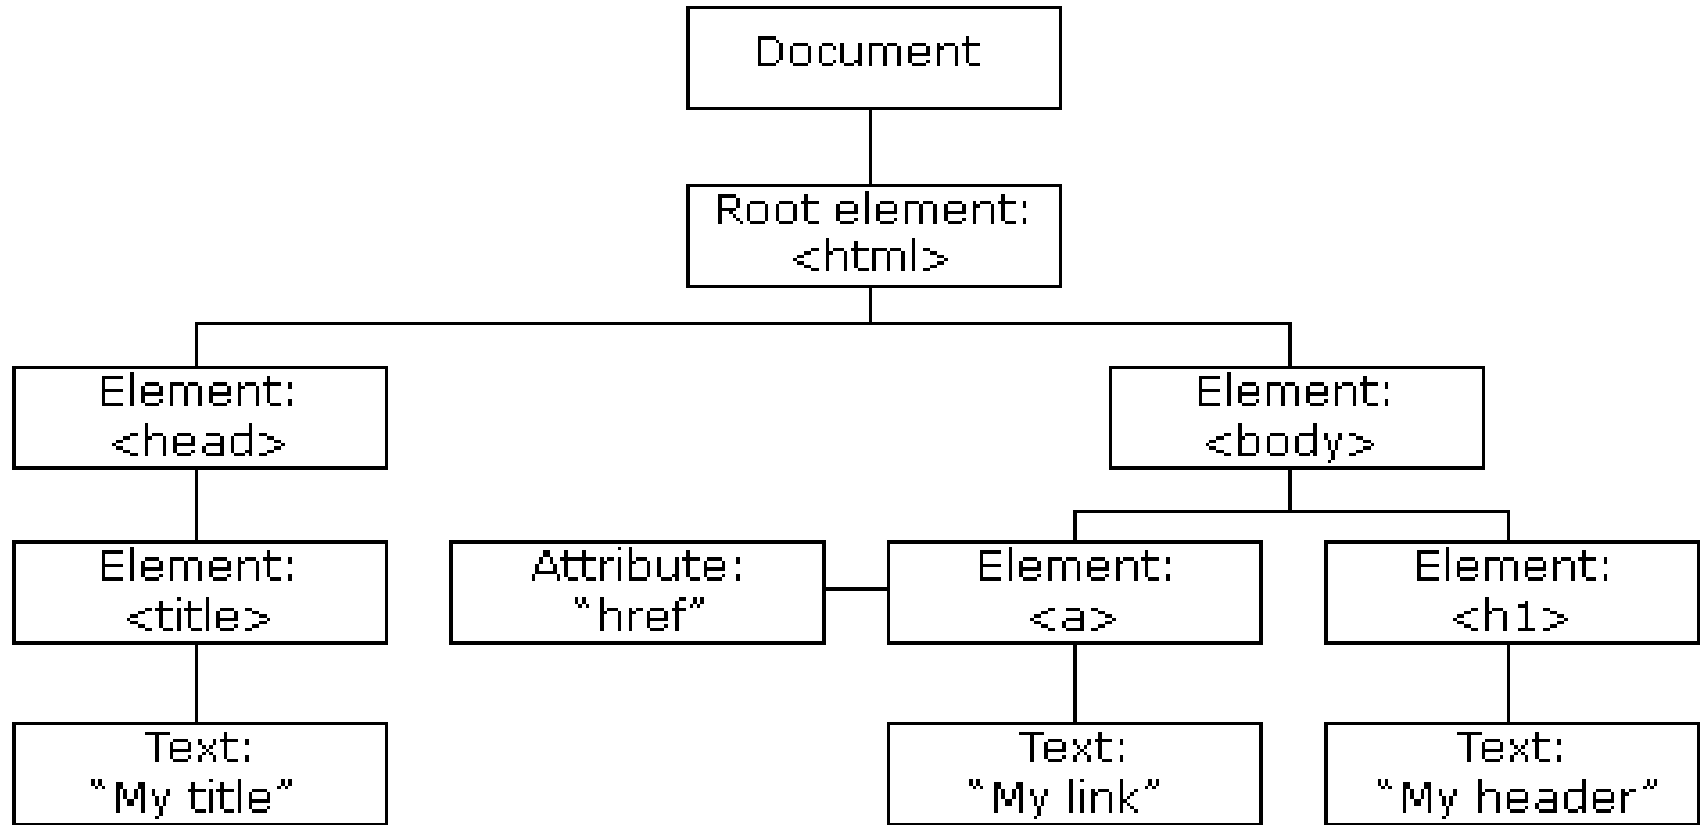 Document
Root element:
<html>
Element:
<head>
Element:
<body>
Element:
<title>
Attribute:
"href"
Element:
<a>
Element:
<h1>
Text:
"My title"
Text:
"My link"
Text:
"My header"